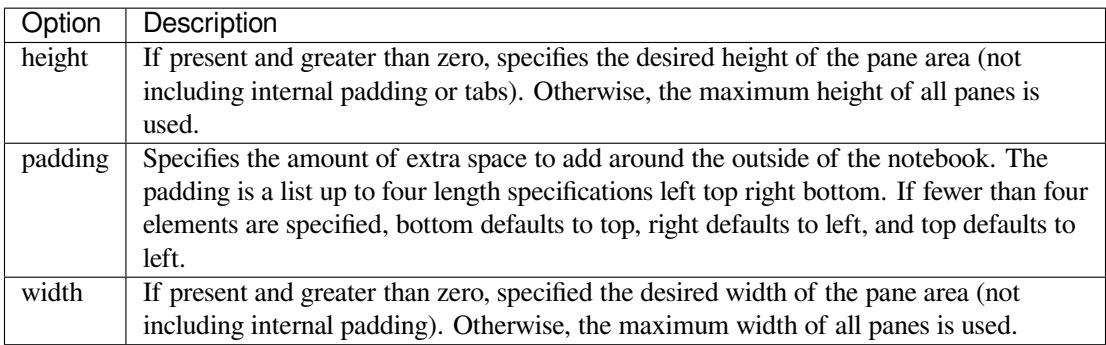 Option Description
height If present and greater than zero, specifies the desired height of the pane area (not
including internal padding or tabs). Otherwise, the maximum height of all panes is
used.
padding Specifies the amount of extra space to add around the outside of the notebook. The
padding is a list up to four length specifications left top right bottom. If fewer than four
elements are specified, bottom defaults to top, right defaults to left, and top defaults to
left.
width If present and greater than zero, specified the desired width of the pane area (not
including internal padding). Otherwise, the maximum width of all panes is used.